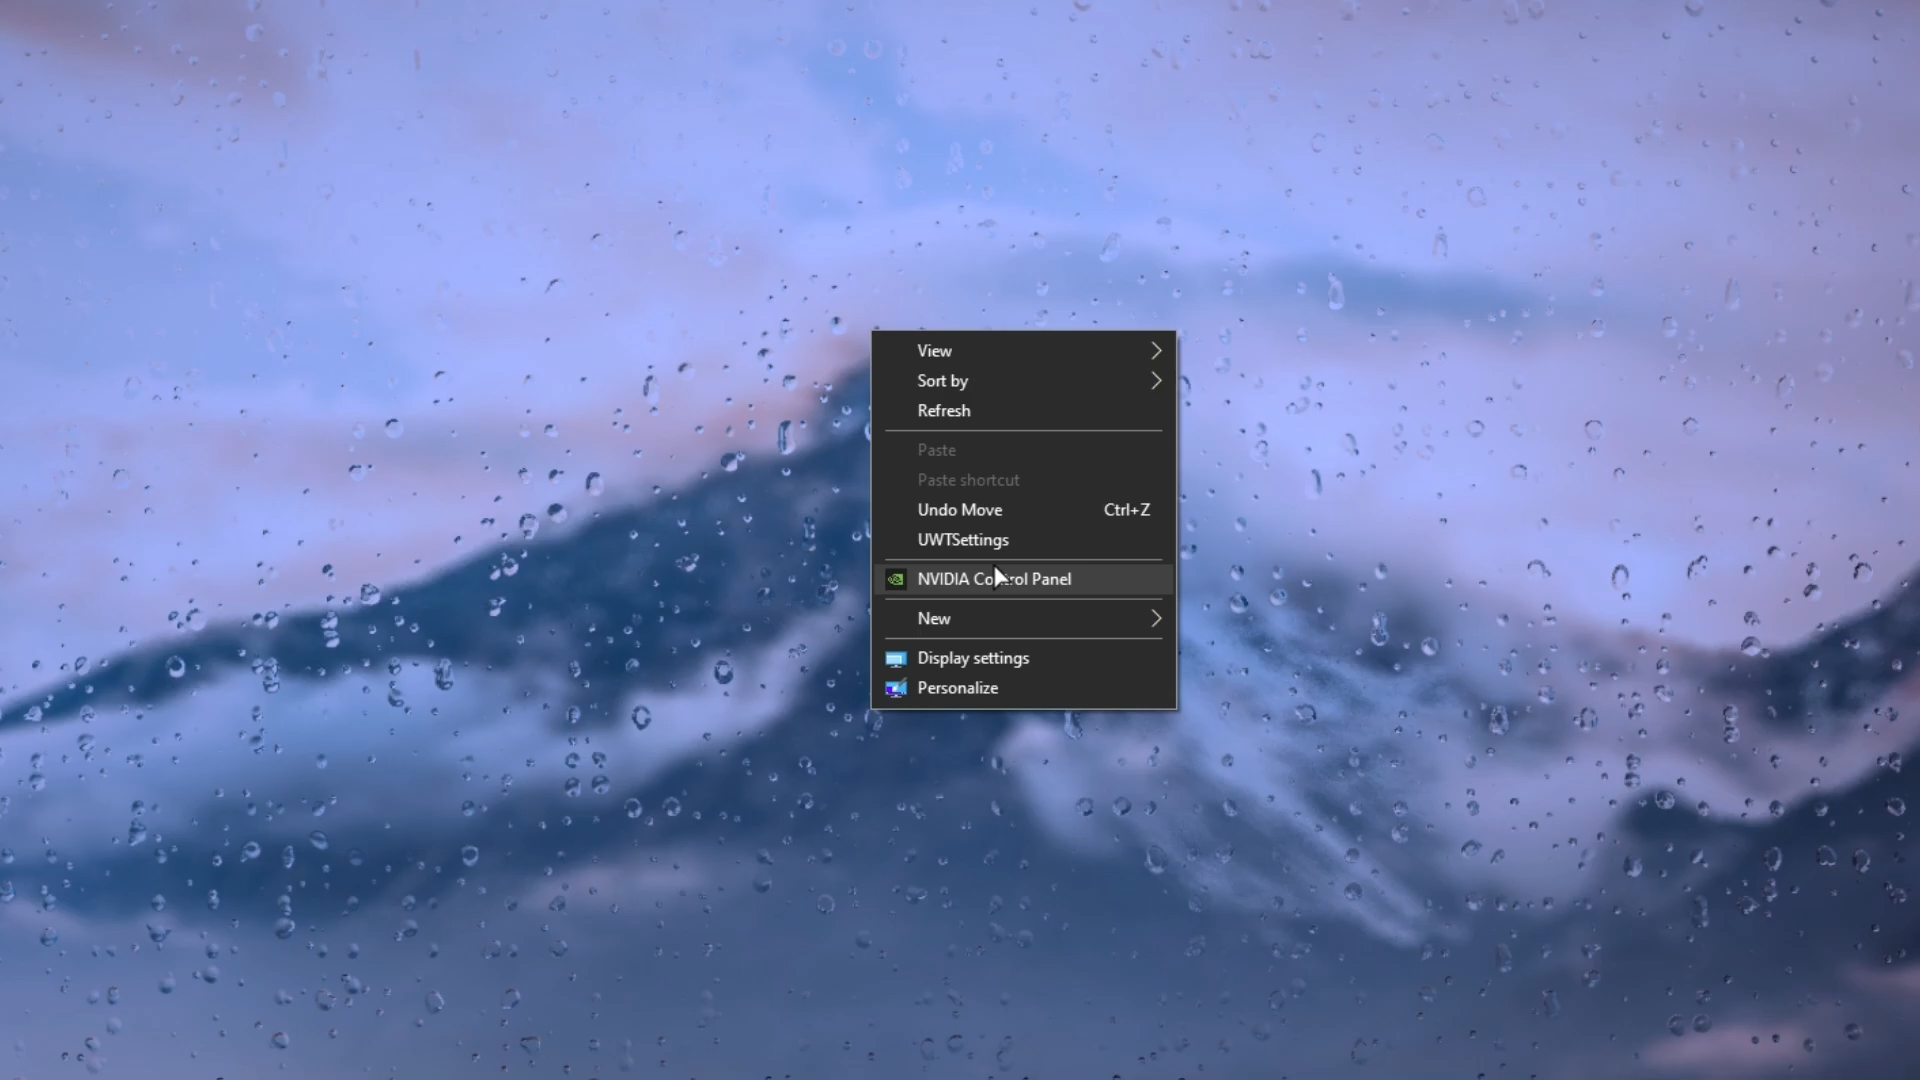 View
Sort by
Refresh
Paste
Paste shortcut
Undo Move Ctrl+Z
UWTSettings
NVIDIA Control Panel
New
Display settings
Personalize